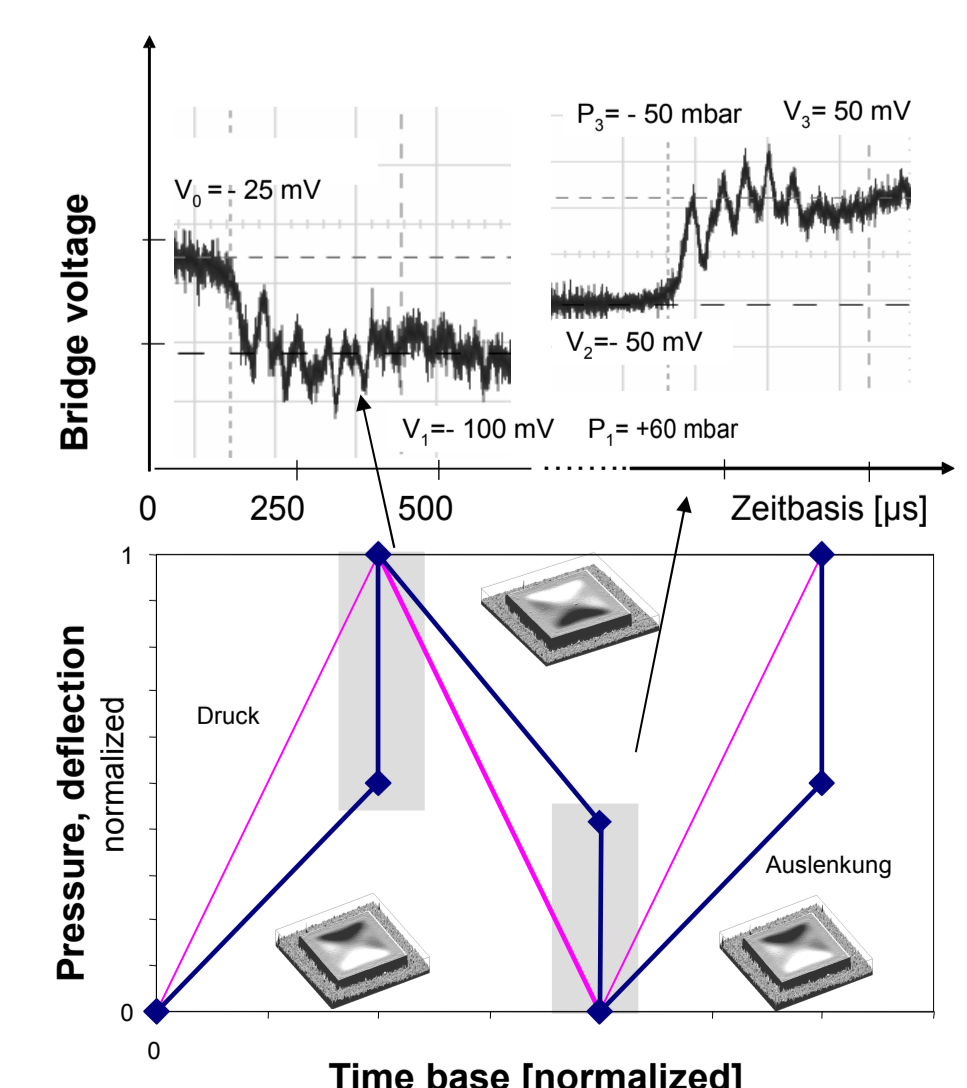 P3= - 50 mbar V3= 50 mV
V0 = - 25 mV
V2=- 50 mV
V1=- 100 mV P1= +60 mbar
Bridge voltage
0 250 500 Zeitbasis [µs]
1
Druck
Auslenkung
Pressure, deflection
normalized
0
0
Time base [normalized]